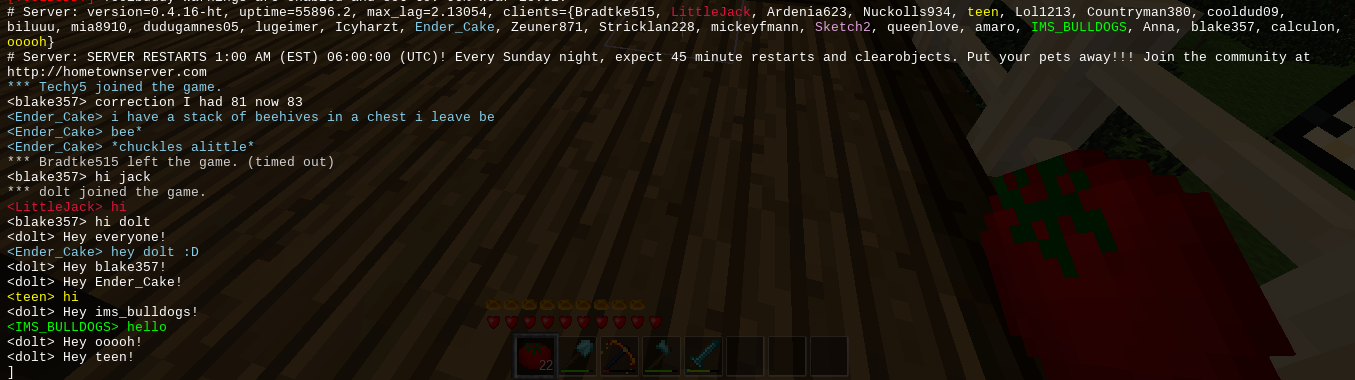 # Server: version=0.4.16-ht, uptime=55896.2, max_lag=2.13054, clients={Bradtke515, LittleJack, Ardenia623, Nuckolls934, teen, Lol1213, Countryman380, cooldud09,
biluuu, mia8910, dudugamnes05, lugeimer, Icyharzt, Ender_Cake, Zeuner871, Stricklan228, mickeyfmann, Sketch2, queenlove, amaro, IMS_BULLDOGS, Anna, blake357, calculon,
ooooh}
# Server: SERVER RESTARTS 1:00 AM (EST) 06:00:00 (UTC)! Every Sunday night, expect 45 minute restarts and clearobjects. Put your pets away!!! Join the community at
http://hometownserver.com
*** Techy5 joined the game.
<blake357> correction I had 81 now 83
<Ender_Cake> i have a stack of beehives in a chest i leave be
<Ender_Cake> bee*
<Ender_Cake> *chuckles alittle*
*** Bradtke515 left the game. (timed out)
<blake357> hi jack
*** dolt joined the game.
<LittleJack> hi
<blake357> hi dolt
<dolt> Hey everyone!
<Ender_Cake> hey dolt :D
<dolt> Hey blake357!
<dolt> Hey Ender_Cake!
<teen> hi
<dolt> Hey ims_bulldogs!
<IMS_BULLDOGS> hello
<dolt> Hey ooooh!
<dolt> Hey teen!
]
22